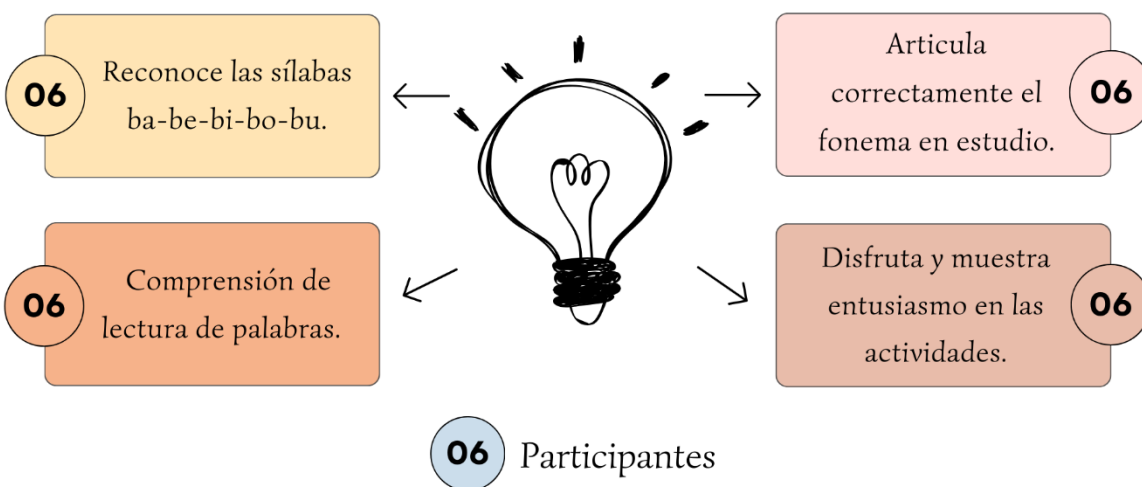 06
Reconoce las sílabas
ba-be-bi-bo-bu.
Articula
correctamente el
fonema en estudio.
06
06
Comprensión de
lectura de palabras.
Disfruta y muestra
entusiasmo en las
actividades.
06
06 Participantes